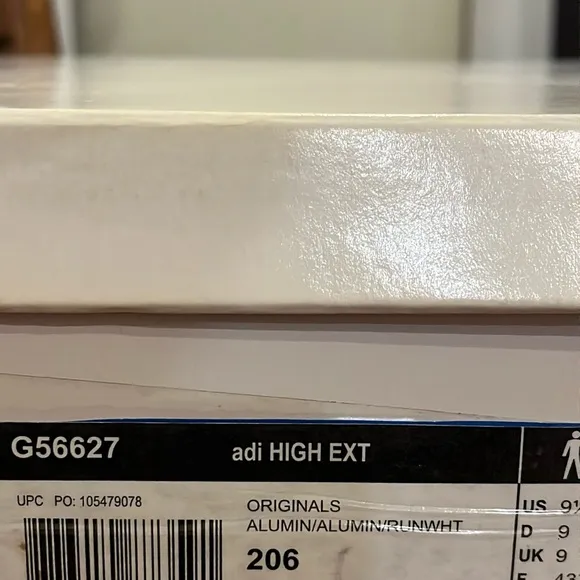 G56627 adi HIGH EXT
UPC PO: 105479078
ORIGINALS
ALUMIN/ALUMIN/RUNWHT
206
US 9½
D 9
UK 9